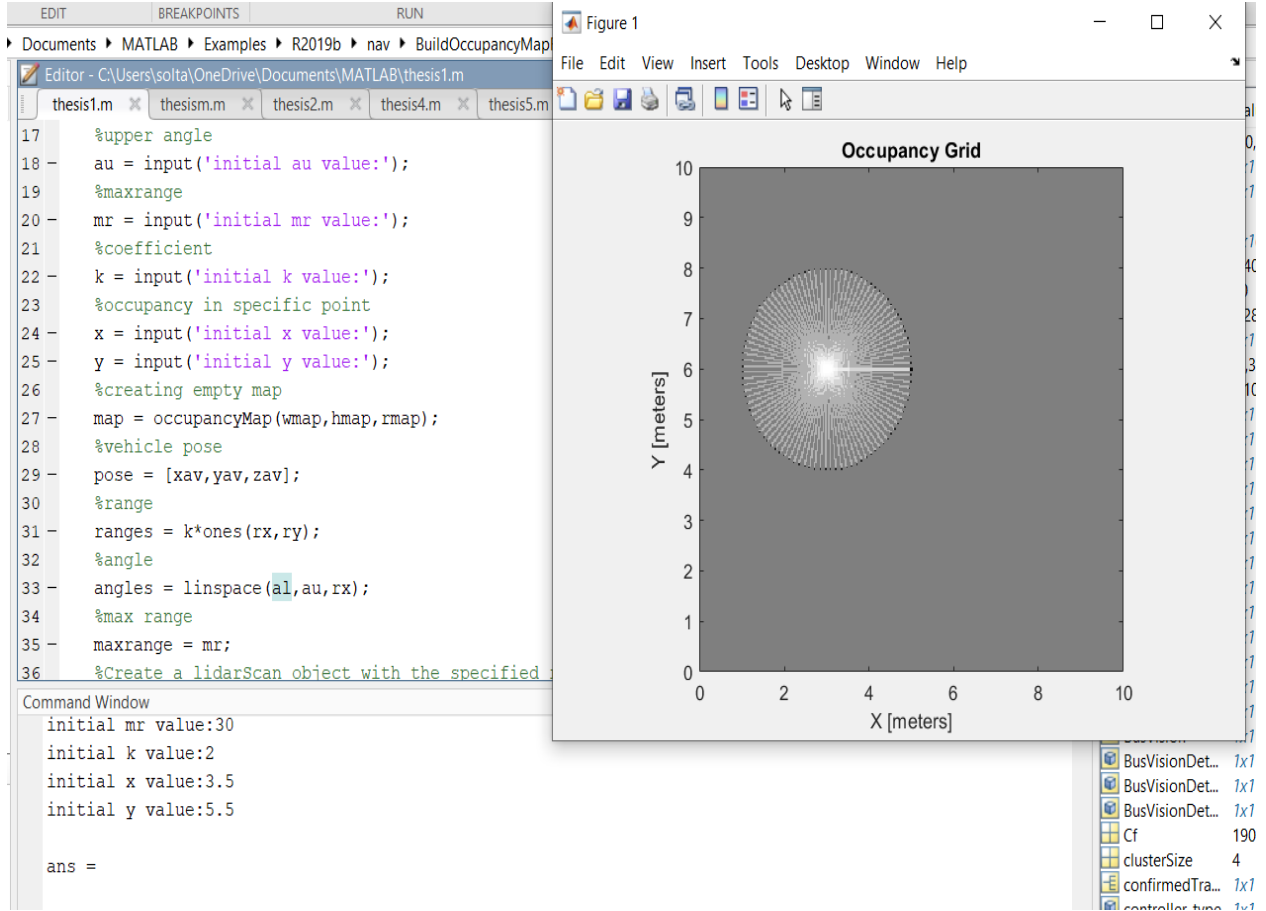 EDIT BREAKPOINTS RUN
Documents MATLAB Examples R2019b nav BuildOccupancyMap
Editor - C:\Users\solta\OneDrive\Documents\MATLAB\thesis1.m
thesis1.m thesism.m thesis2.m thesis4.m thesis5.m
17 %upper angle
18 - au = input('initial au value:');
19 %maxrange
20 - mr = input('initial mr value:');
21 %coefficient
22 - k = input('initial k value:');
23 %occupancy in specific point
24 - x = input('initial x value:');
25 - y = input('initial y value:');
26 %creating empty map
27 - map = occupancyMap(wmap,hmap,rmap);
28 %vehicle pose
29 - pose = [xav,yav,zav];
30 %range
31 - ranges = k*ones(rx,ry);
32 %angle
33 - angles = linspace(al,au,rx);
34 %max range
35 - maxrange = mr;
36 %Create a lidarScan object with the specified
Command Window
initial mr value:30
initial k value:2
initial x value:3.5
initial y value:5.5
ans =
Figure 1
File Edit View Insert Tools Desktop Window Help
Occupancy Grid
10
9
8
7
6
5
4
3
2
1
0
Y [meters]
0 2 4 6 8 10
X [meters]
BusVisionDet... 1x1
BusVisionDet... 1x1
BusVisionDet... 1x1
Cf 190
clusterSize 4
confirmedTra... 1x1
controller_type 1x1